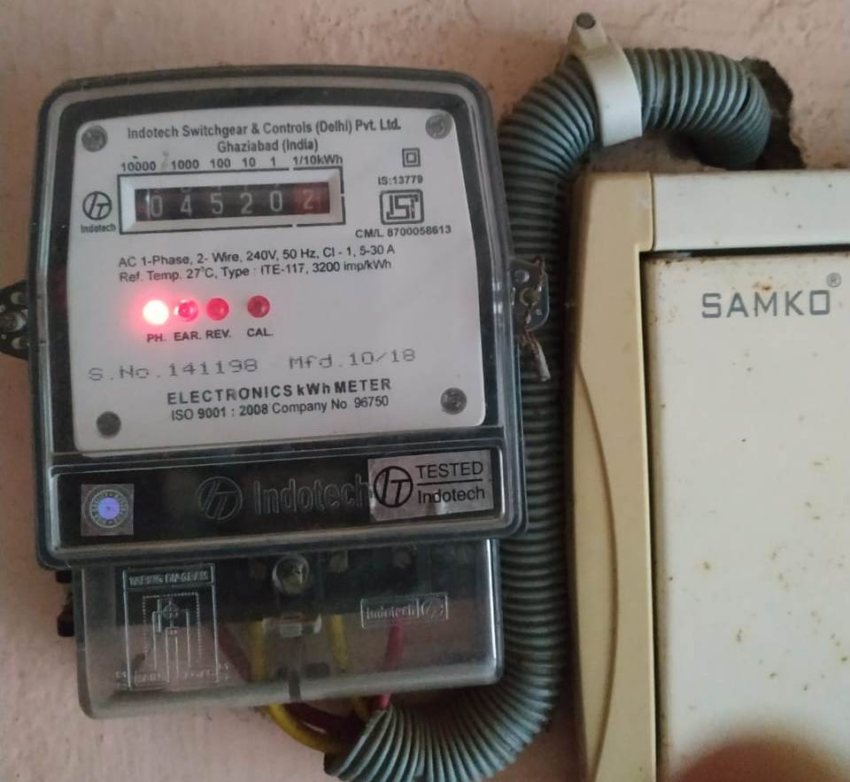 Indotech Switchgear & Controls (Delhi) Pvt. Ltd.
Ghaziabad (India)
10000 1000 100 10 1 1/10kWh
0 4 5 2 0 2
IS:13779
Indotech
ISI
CM/L 8700058613
AC 1-Phase, 2- Wire, 240V, 50 Hz, Cl - 1, 5-30 A
Ref. Temp. 27°C, Type : ITE-117, 3200 imp/kWh
PH. EAR. REV. CAL.
S.No.141198 Mfd.10/18
ELECTRONICS kWh METER
ISO 9001 : 2008 Company No 96750
Indotech
TESTED
Indotech
Indotech
SAMKO®